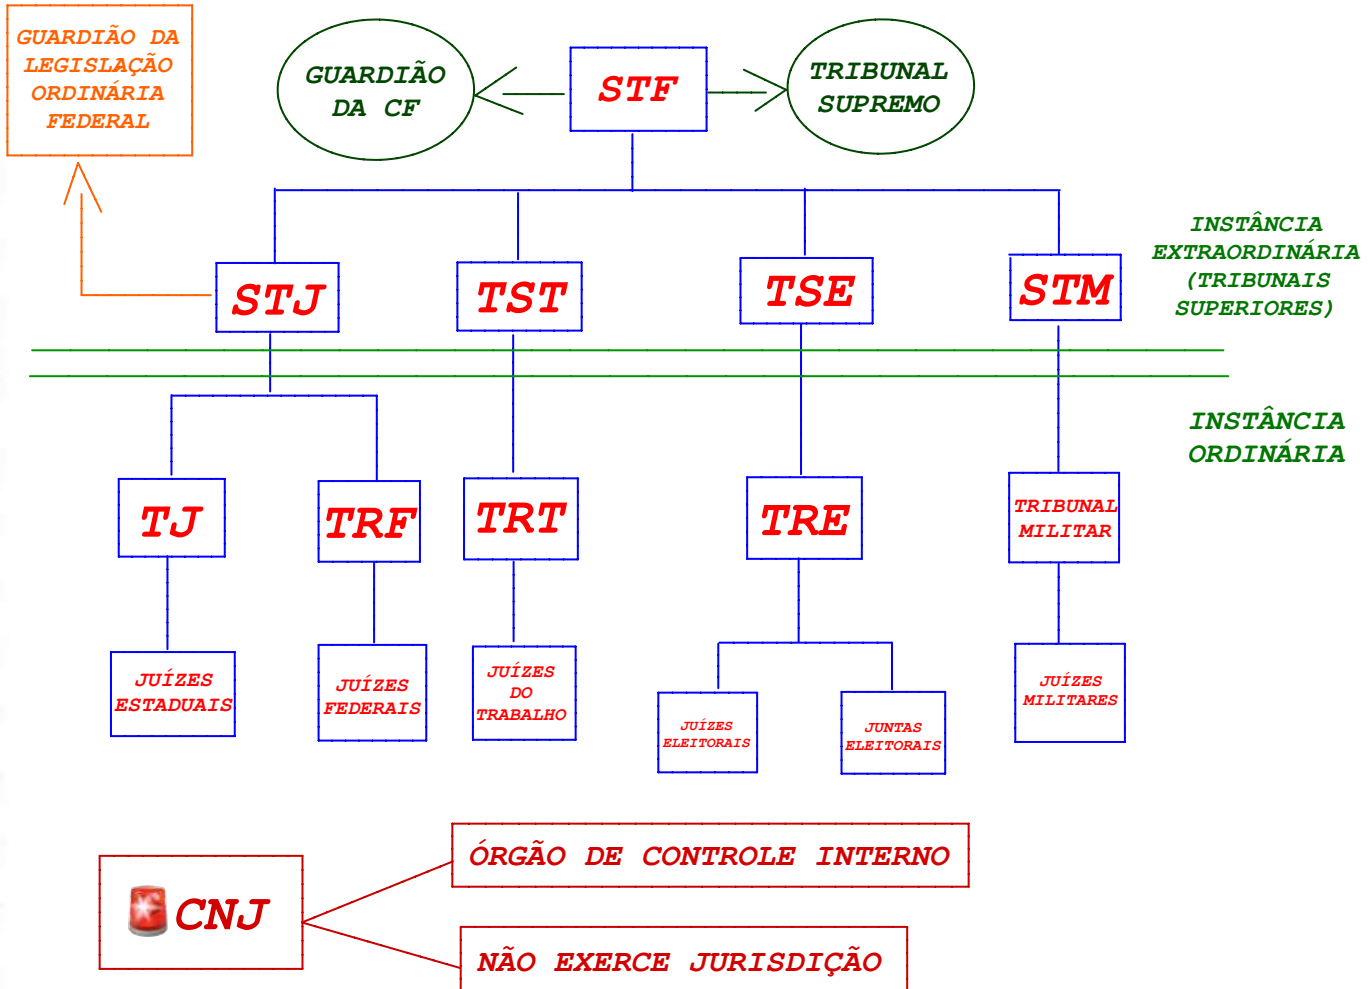 GUARDIÃO DA
LEGISLAÇÃO
ORDINÁRIA
FEDERAL
GUARDIÃO
DA CF
STF
TRIBUNAL
SUPREMO
INSTÂNCIA
EXTRAORDINÁRIA
(TRIBUNAIS
SUPERIORES)
STJ
TST
TSE
STM
INSTÂNCIA
ORDINÁRIA
TJ
TRF
TRT
TRE
TRIBUNAL
MILITAR
JUÍZES
ESTADUAIS
JUÍZES
FEDERAIS
JUÍZES
DO
TRABALHO
JUÍZES
ELEITORAIS
JUNTAS
ELEITORAIS
JUÍZES
MILITARES
CNJ
ÓRGÃO DE CONTROLE INTERNO
NÃO EXERCE JURISDIÇÃO